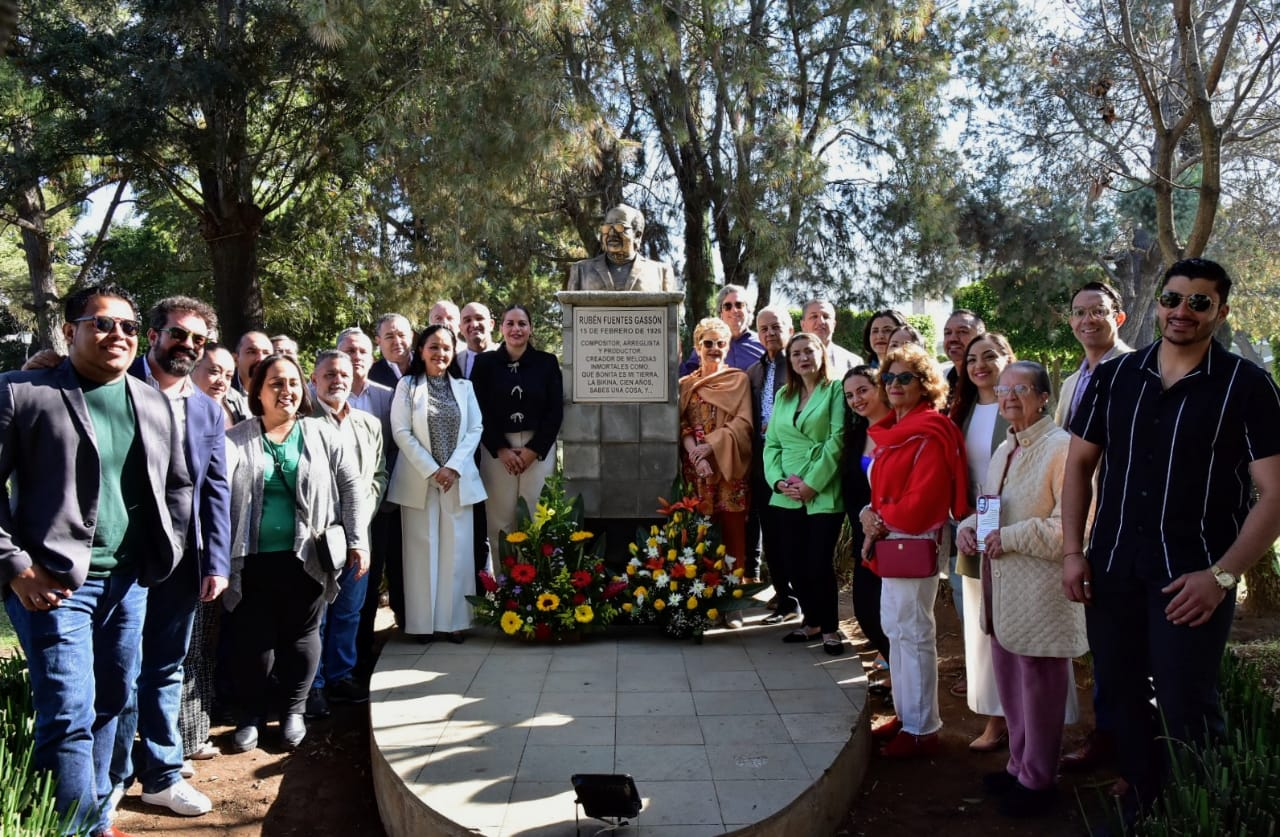 RUBÉN FUENTES GASSÓN
15 DE FEBRERO DE 1926
COMPOSITOR, ARREGLISTA
Y PRODUCTOR.
CREADOR DE MELODIAS
INMORTALES COMO:
QUE BONITA ES MI TIERRA,
LA BIKINA, CIEN AÑOS,
SABES UNA COSA, Y...